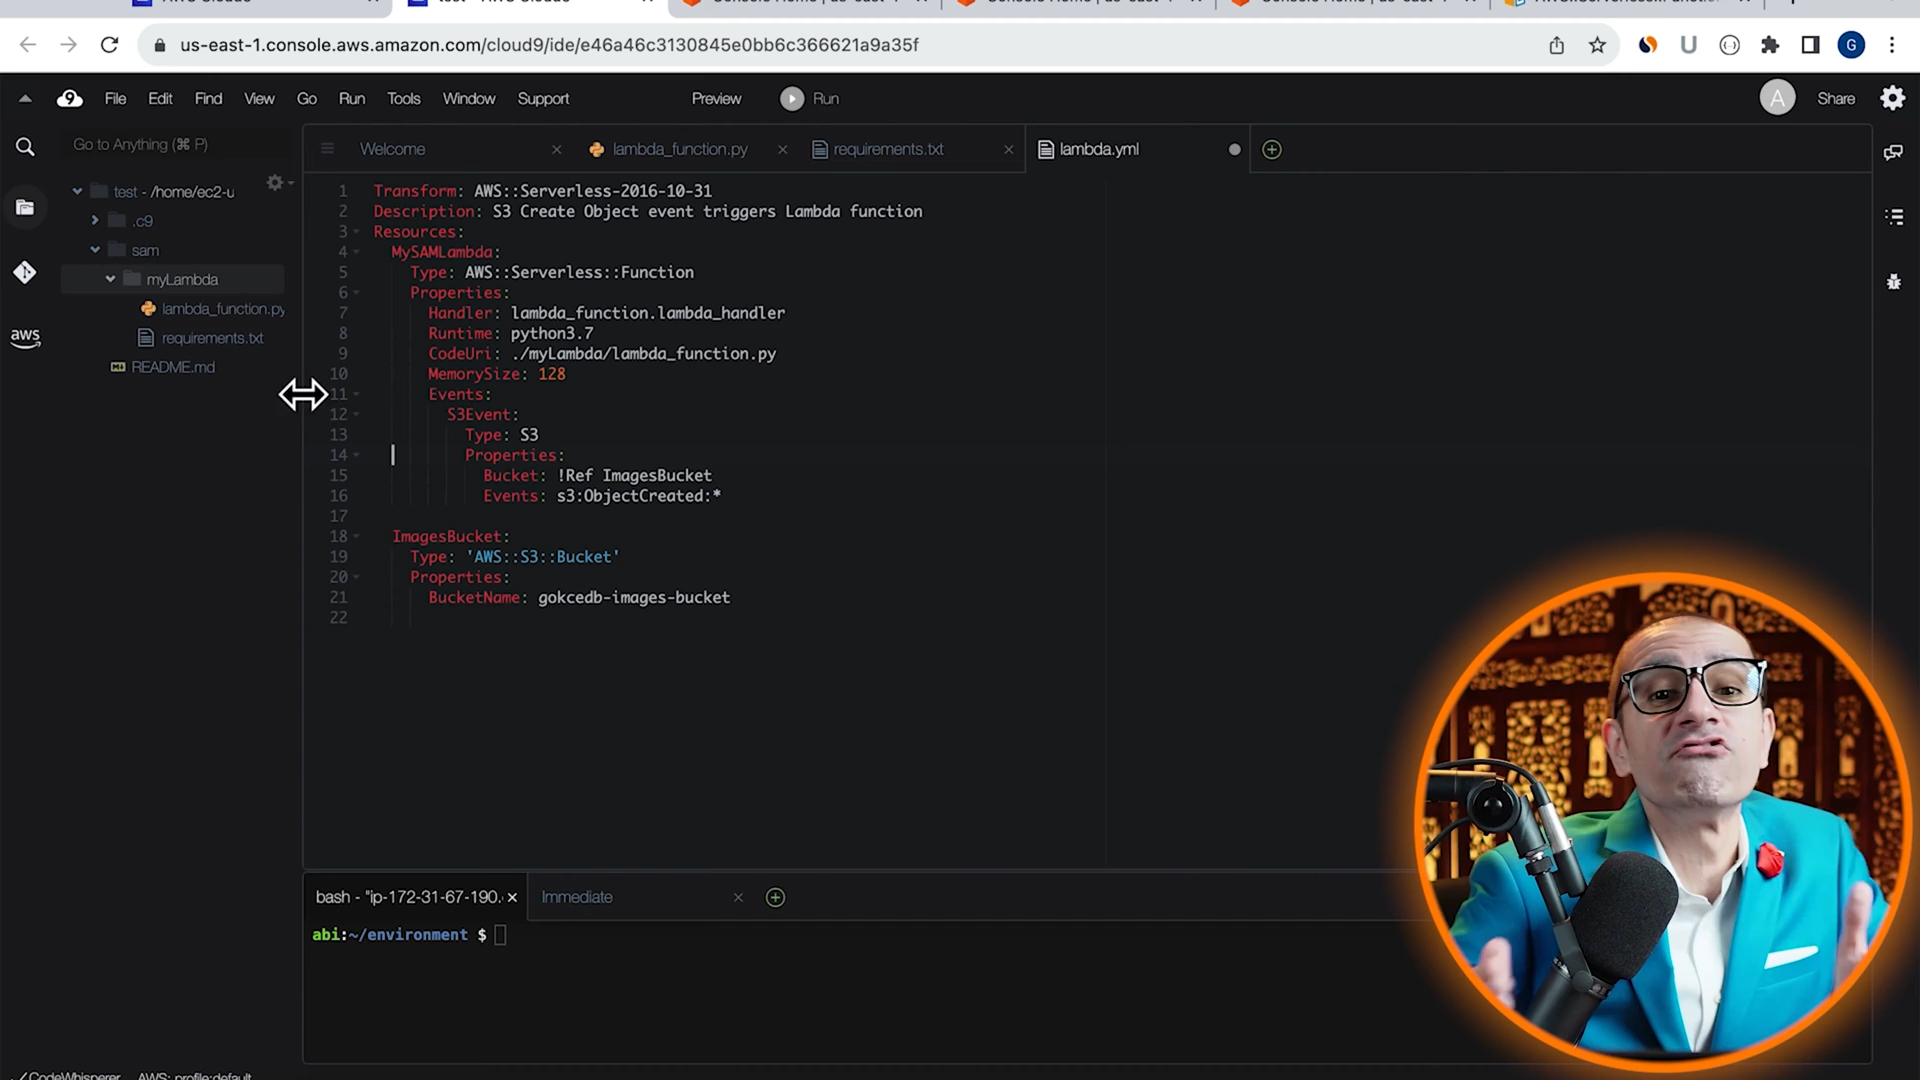 us-east-1.console.aws.amazon.com/cloud9/ide/e46a46c3130845e0bb6c366621a9a35f
G
9 File Edit Find View Go Run Tools Window Support Preview Run A Share
Go to Anything (⌘ P)
Welcome lambda_function.py requirements.txt lambda.yml
test - /home/ec2-u
.c9
sam
myLambda
lambda_function.py
requirements.txt
README.md
aws
1 Transform: AWS::Serverless-2016-10-31
2 Description: S3 Create Object event triggers Lambda function
3 Resources:
4 MySAMLambda:
5 Type: AWS::Serverless::Function
6 Properties:
7 Handler: lambda_function.lambda_handler
8 Runtime: python3.7
9 CodeUri: ./myLambda/lambda_function.py
10 MemorySize: 128
11 Events:
12 S3Event:
13 Type: S3
14 Properties:
15 Bucket: !Ref ImagesBucket
16 Events: s3:ObjectCreated:*
17
18 ImagesBucket:
19 Type: 'AWS::S3::Bucket'
20 Properties:
21 BucketName: gokcedb-images-bucket
22
bash - "ip-172-31-67-190. Immediate
abi:~/environment $
CodeWhisperer AWS: profile:default